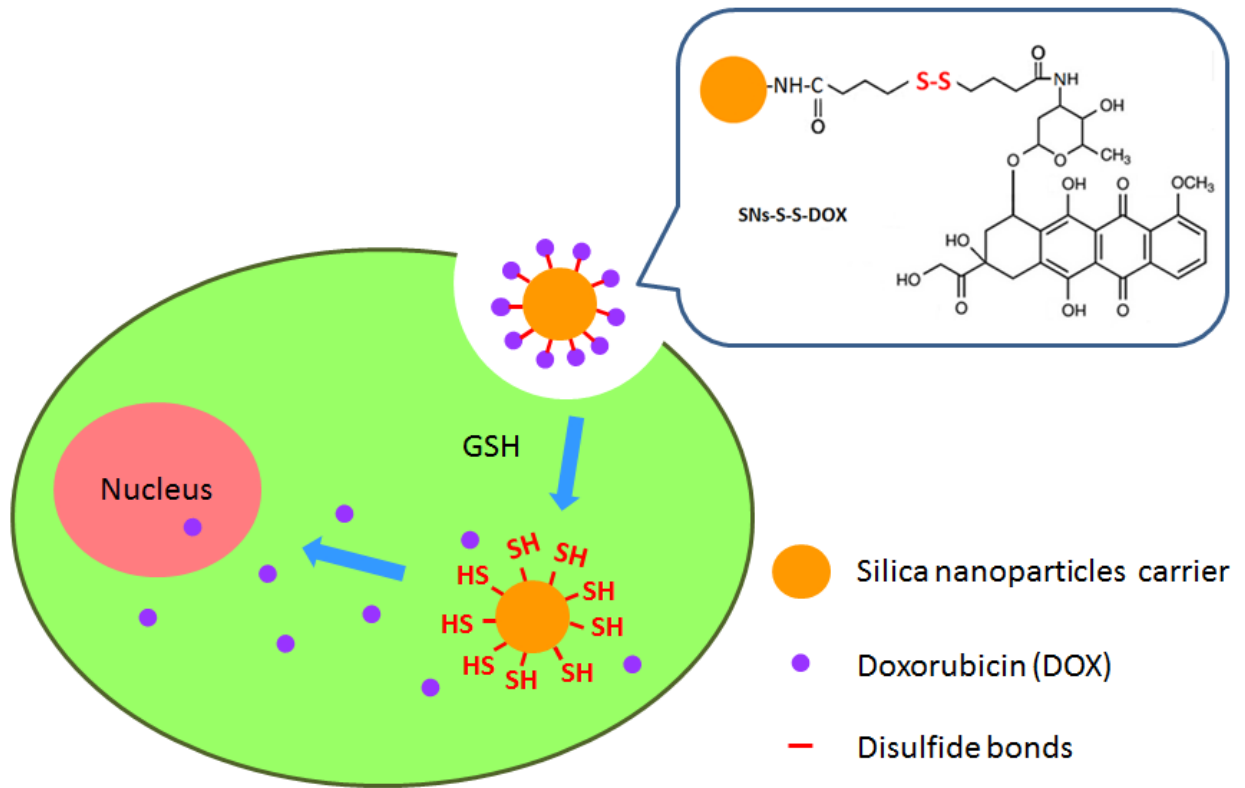 O
-NH-C
S-S
NH
O
OH
O
O
CH₃
SNs-S-S-DOX
OH
O
OCH₃
HO
HO
O
OH
O
GSH
Nucleus
SH
SH
HS
SH
HS
SH
HS
SH
SH
Silica nanoparticles carrier
Doxorubicin (DOX)
Disulfide bonds